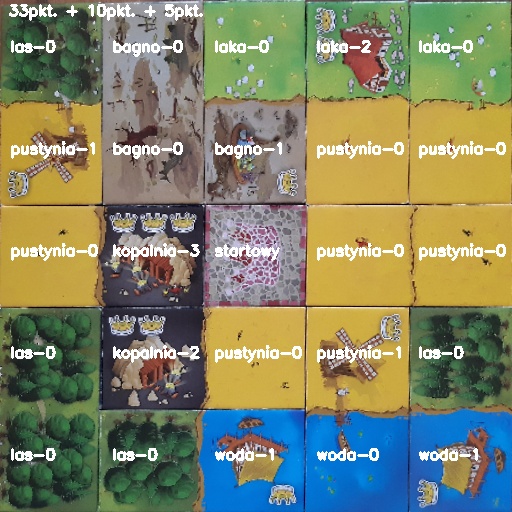 33pkt. + 10pkt. + 5pkt.
las-0 bagno-0 laka-0 laka-2 laka-0
pustynia-1 bagno-0 bagno-1 pustynia-0 pustynia-0
pustynia-0 kopalnia-3 startowy pustynia-0 pustynia-0
las-0 kopalnia-2 pustynia-0 pustynia-1 las-0
las-0 las-0 woda-1 woda-0 woda-1